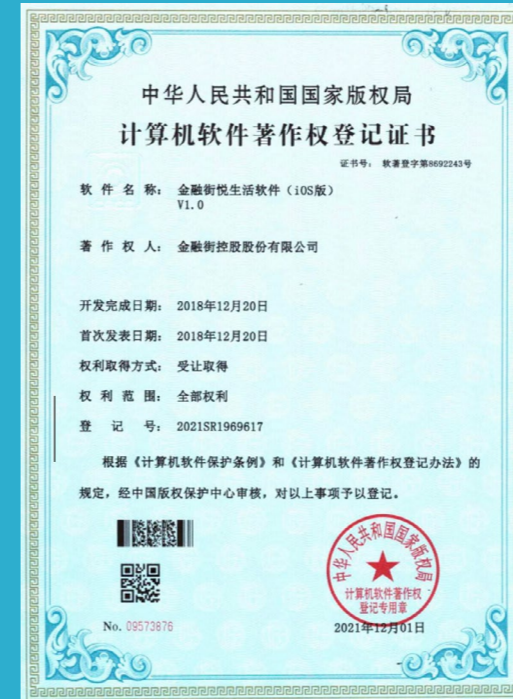 中华人民共和国国家版权局
计算机软件著作权登记证书
证书号： 软著登字第8692243号
软件名称： 金融街悦生活软件（iOS版）
V1.0
著作权人： 金融街控股股份有限公司
开发完成日期： 2018年12月20日
首次发表日期： 2018年12月20日
权利取得方式： 受让取得
权利范围： 全部权利
登记号： 2021SR1969617
根据《计算机软件保护条例》和《计算机软件著作权登记办法》的
规定，经中国版权保护中心审核，对以上事项予以登记。
中华人民共和国国家版权局
计算机软件著作权
登记专用章
No. 09573876
2021年12月01日